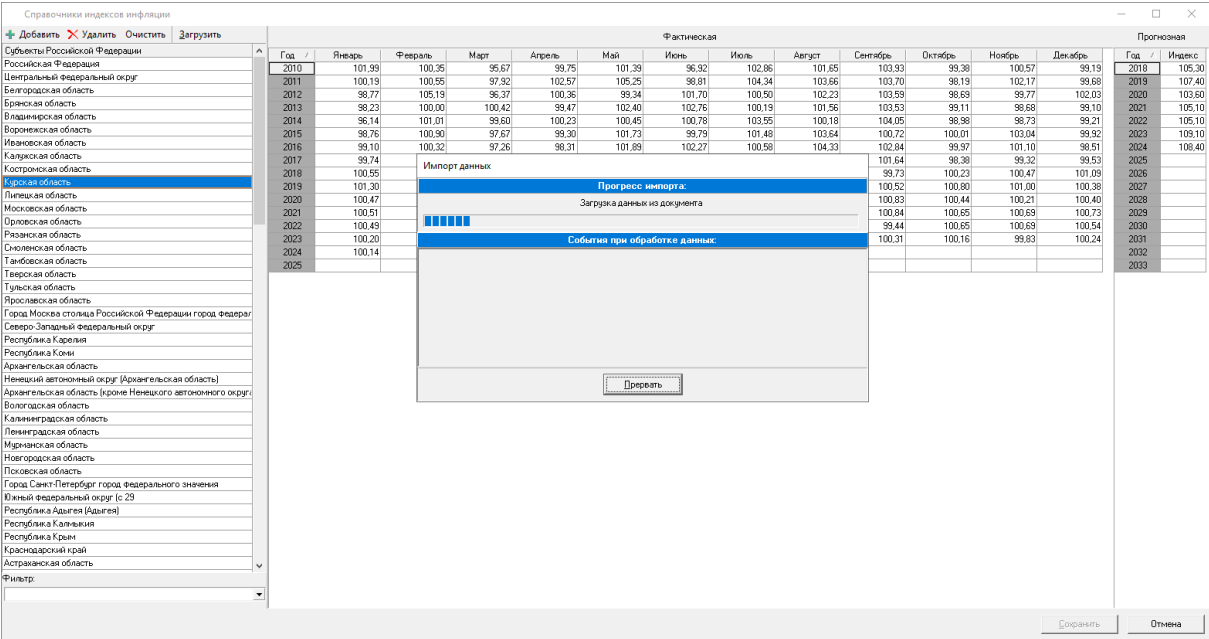 Справочники индексов инфляции
Добавить Удалить Очистить Загрузить
Фактическая
Прогнозная
Субъекты Российской Федерации
Российская Федерация
Центральный федеральный округ
Белгородская область
Брянская область
Владимирская область
Воронежская область
Ивановская область
Калужская область
Костромская область
Курская область
Липецкая область
Московская область
Орловская область
Рязанская область
Смоленская область
Тамбовская область
Тверская область
Тульская область
Ярославская область
Город Москва столица Российской Федерации город федерал
Северо-Западный федеральный округ
Республика Карелия
Республика Коми
Архангельская область
Ненецкий автономный округ (Архангельская область)
Архангельская область (кроме Ненецкого автономного округа
Вологодская область
Калининградская область
Ленинградская область
Мурманская область
Новгородская область
Псковская область
Город Санкт-Петербург город федерального значения
Южный федеральный округ (с 29
Республика Адыгея (Адыгея)
Республика Калмыкия
Республика Крым
Краснодарский край
Астраханская область
Фильтр:
Год Январь Февраль Март Апрель Май Июнь Июль Август Сентябрь Октябрь Ноябрь Декабрь
2010 101,99 100,35 95,67 99,75 101,39 96,92 102,86 101,65 103,93 99,38 100,57 99,19
2011 100,19 100,55 97,92 102,57 105,25 98,81 104,34 103,66 103,70 98,19 102,17 99,68
2012 98,77 105,19 96,37 100,36 99,34 101,70 100,50 102,23 103,59 98,69 99,77 102,03
2013 98,23 100,00 100,42 99,47 102,40 102,76 100,19 101,56 103,53 99,11 98,68 99,10
2014 96,14 101,01 99,60 100,23 100,45 100,78 103,55 100,18 104,05 98,98 98,73 99,21
2015 98,76 100,90 97,67 99,30 101,73 99,79 101,48 103,64 100,72 100,01 103,04 99,92
2016 99,10 100,32 97,26 98,31 101,89 102,27 100,58 104,33 102,84 99,97 101,10 98,51
2017 99,74 101,64 98,38 99,32 99,53
2018 100,55 99,73 100,23 100,47 101,09
2019 101,30 100,52 100,80 101,00 100,38
2020 100,47 100,83 100,44 100,21 100,40
2021 100,51 100,84 100,65 100,69 100,73
2022 100,49 99,44 100,65 100,69 100,54
2023 100,20 100,31 100,16 99,83 100,24
2024 100,14
2025
Год Индекс
2018 105,30
2019 107,40
2020 103,60
2021 105,10
2022 105,10
2023 109,10
2024 108,40
2025
2026
2027
2028
2029
2030
2031
2032
2033
Импорт данных
Прогресс импорта:
Загрузка данных из документа
События при обработке данных:
Прервать
Сохранить
Отмена